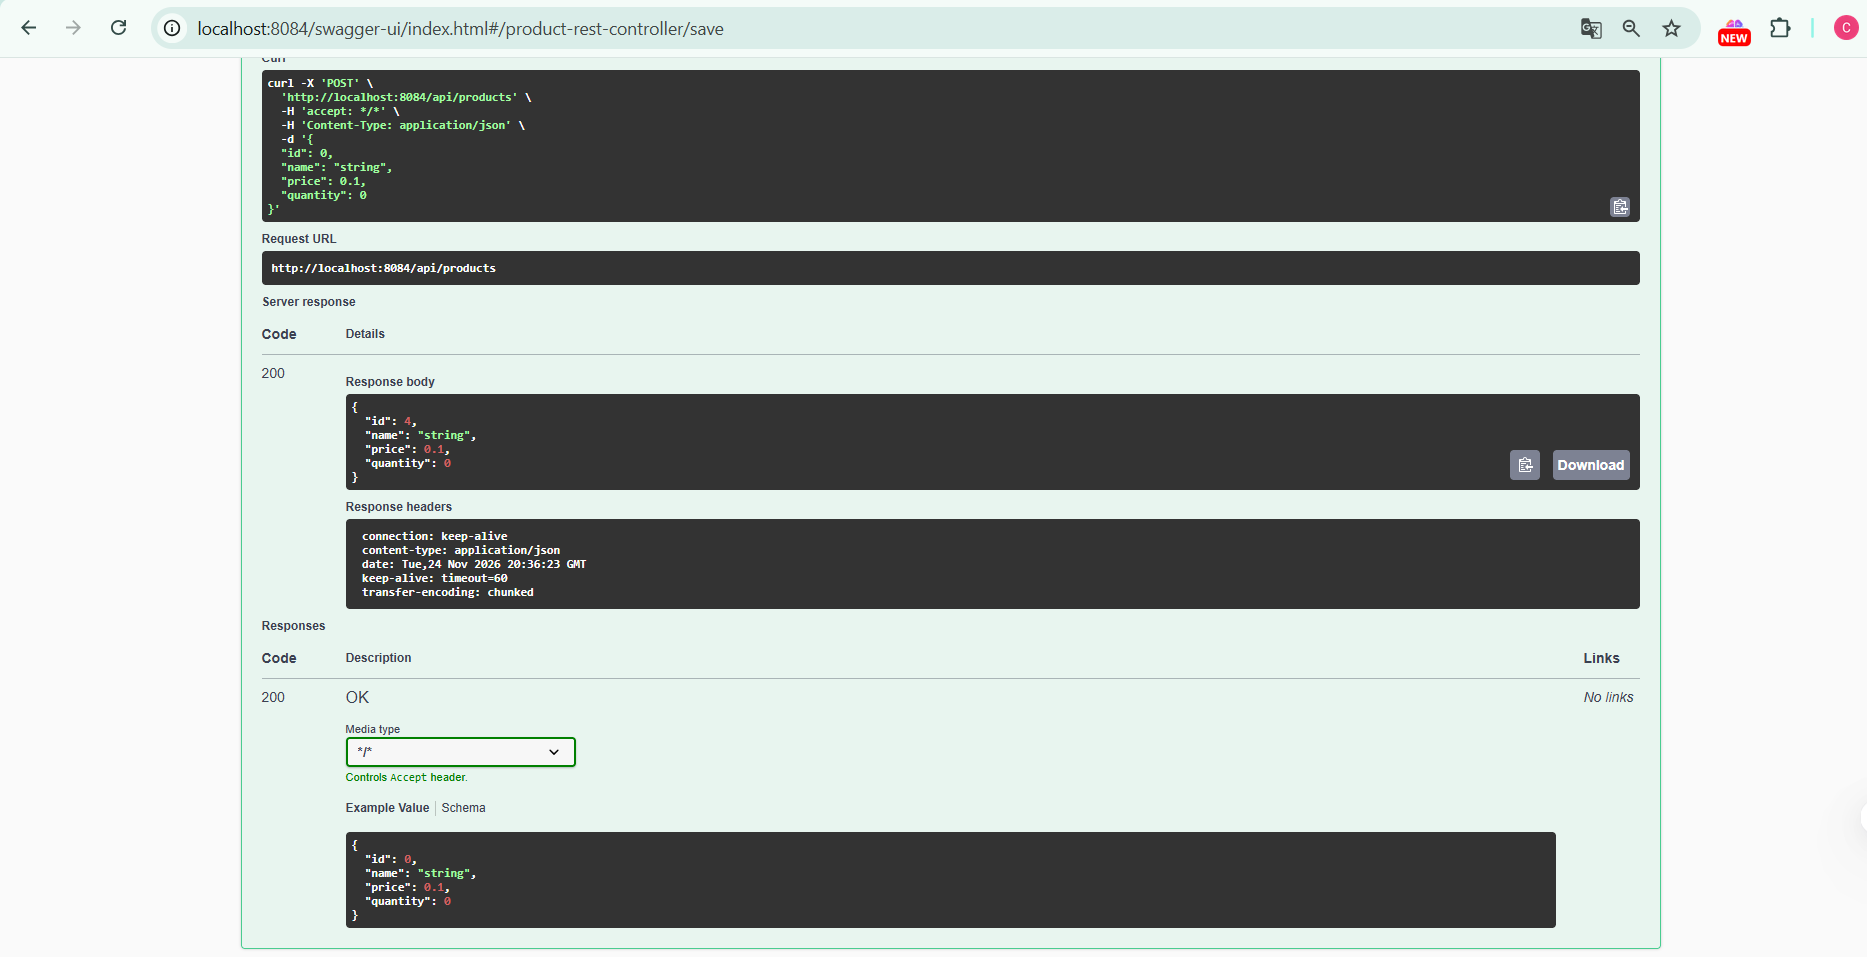 localhost:8084/swagger-ui/index.html#/product-rest-controller/save
NEW
C
Curl
curl -X 'POST' \
'http://localhost:8084/api/products' \
-H 'accept: */*' \
-H 'Content-Type: application/json' \
-d '{
"id": 0,
"name": "string",
"price": 0.1,
"quantity": 0
}'
Request URL
http://localhost:8084/api/products
Server response
Code Details
200
Response body
{
"id": 4,
"name": "string",
"price": 0.1,
"quantity": 0
}
Download
Response headers
connection: keep-alive
content-type: application/json
date: Tue,24 Nov 2026 20:36:23 GMT
keep-alive: timeout=60
transfer-encoding: chunked
Responses
Code Description Links
200 OK No links
Media type
*/*
Controls Accept header.
Example Value Schema
{
"id": 0,
"name": "string",
"price": 0.1,
"quantity": 0
}